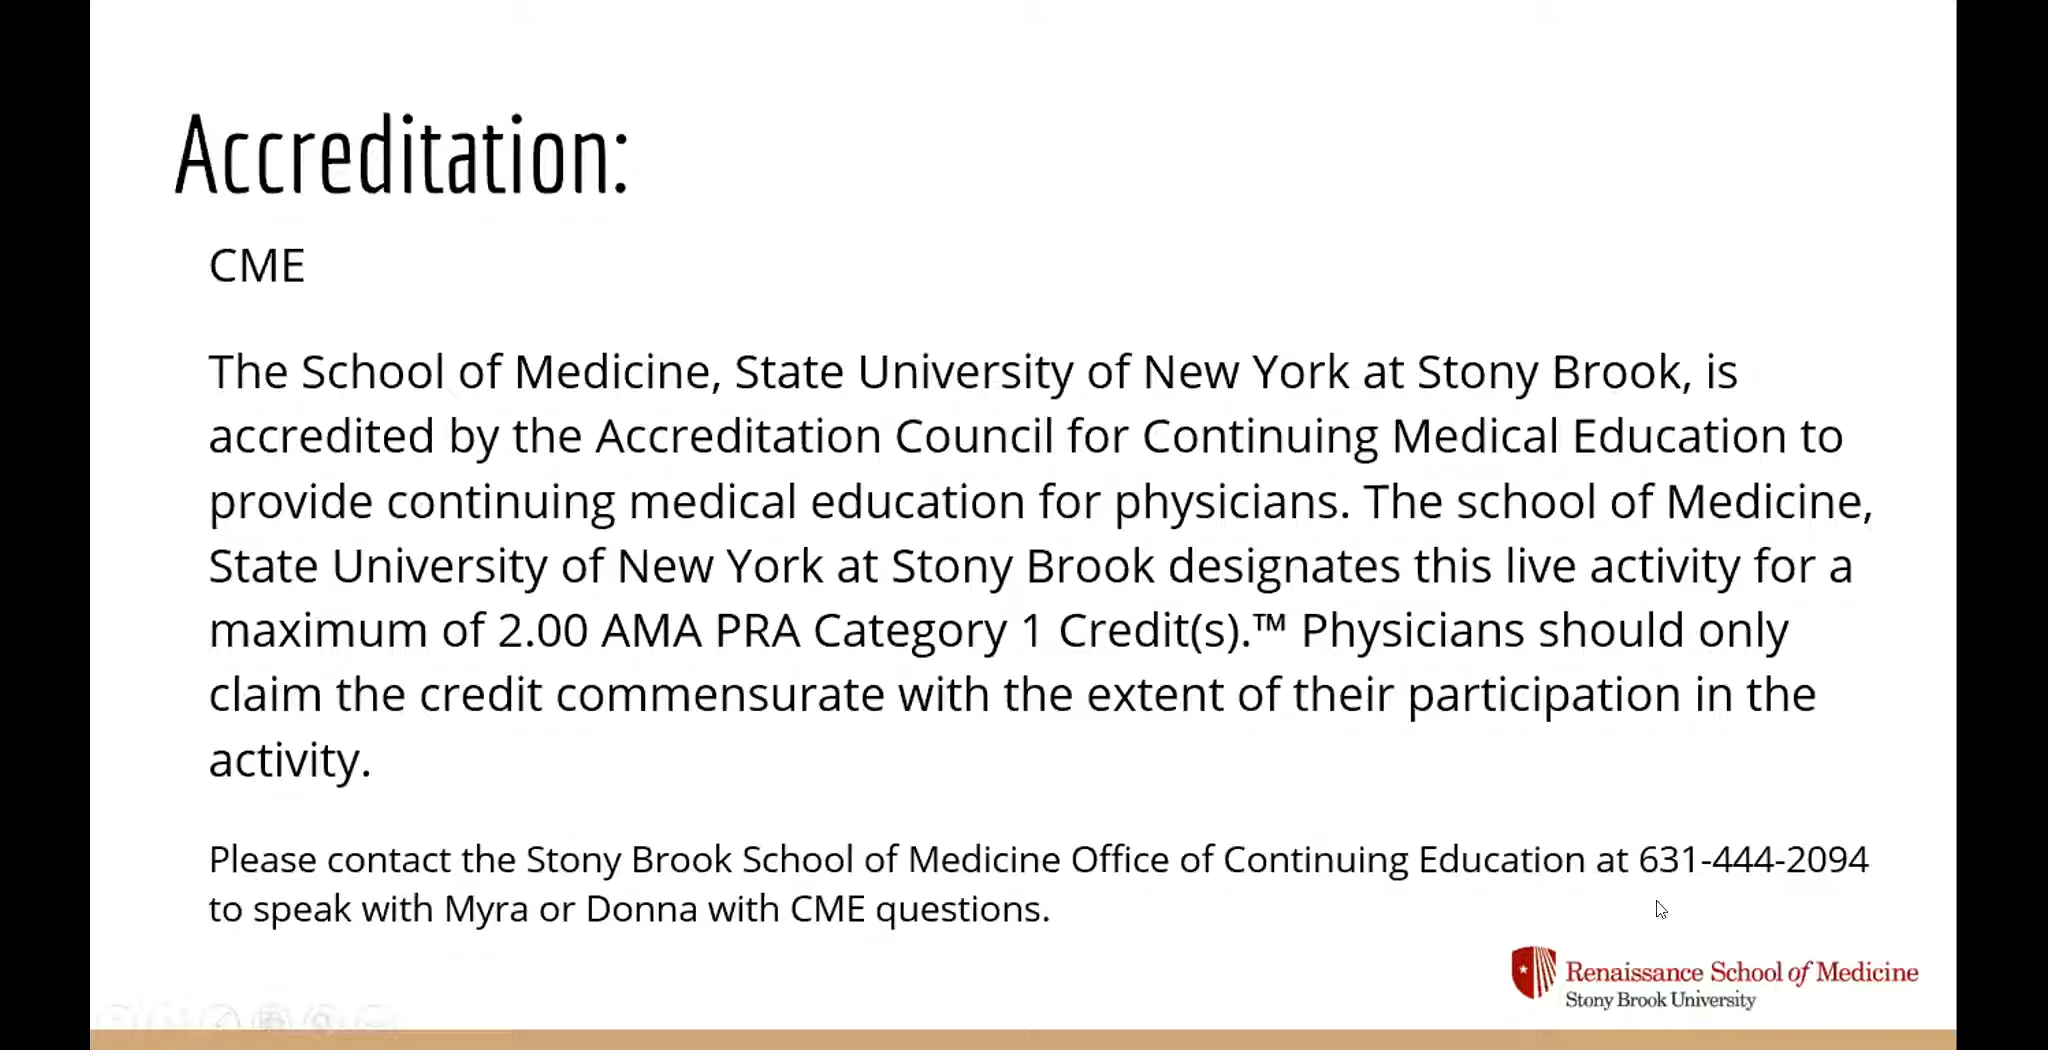 Accreditation:
CME
The School of Medicine, State University of New York at Stony Brook, is
accredited by the Accreditation Council for Continuing Medical Education to
provide continuing medical education for physicians. The school of Medicine,
State University of New York at Stony Brook designates this live activity for a
maximum of 2.00 AMA PRA Category 1 Credit(s).™ Physicians should only
claim the credit commensurate with the extent of their participation in the
activity.
Please contact the Stony Brook School of Medicine Office of Continuing Education at 631-444-2094
to speak with Myra or Donna with CME questions.
Renaissance School of Medicine
Stony Brook University